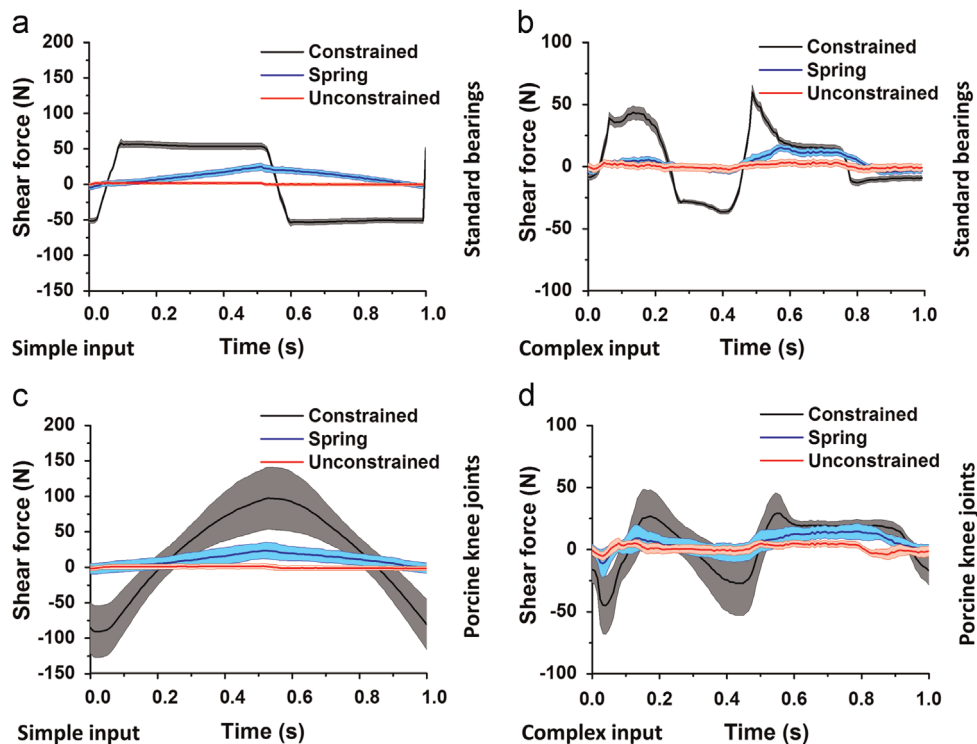 a
200
150
100
50
0
-50
-100
-150
Shear force (N)
Constrained
Spring
Unconstrained
Standard bearings
0.0 0.2 0.4 0.6 0.8 1.0
Simple input Time (s)
b
100
50
0
-50
-100
Shear force (N)
Constrained
Spring
Unconstrained
Standard bearings
0.0 0.2 0.4 0.6 0.8 1.0
Complex input Time (s)
c
200
150
100
50
0
-50
-100
-150
Shear force (N)
Constrained
Spring
Unconstrained
Porcine knee joints
0.0 0.2 0.4 0.6 0.8 1.0
Simple input Time (s)
d
100
50
0
-50
-100
Shear force (N)
Constrained
Spring
Unconstrained
Porcine knee joints
0.0 0.2 0.4 0.6 0.8 1.0
Complex input Time (s)